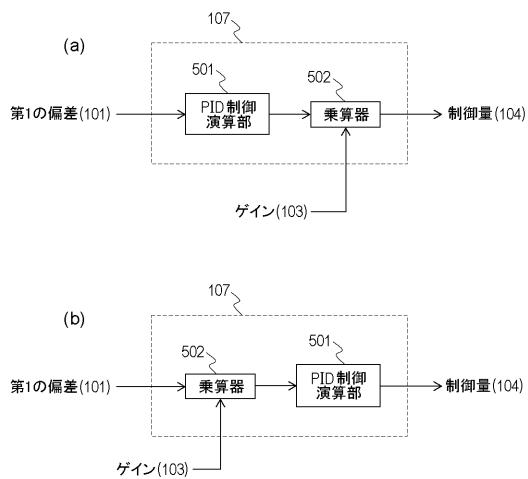 107
(a)
501
502
第1の偏差(101)
PID制御
演算部
乗算器
制御量(104)
ゲイン(103)
107
(b)
501
502
第1の偏差(101)
乗算器
PID制御
演算部
制御量(104)
ゲイン(103)